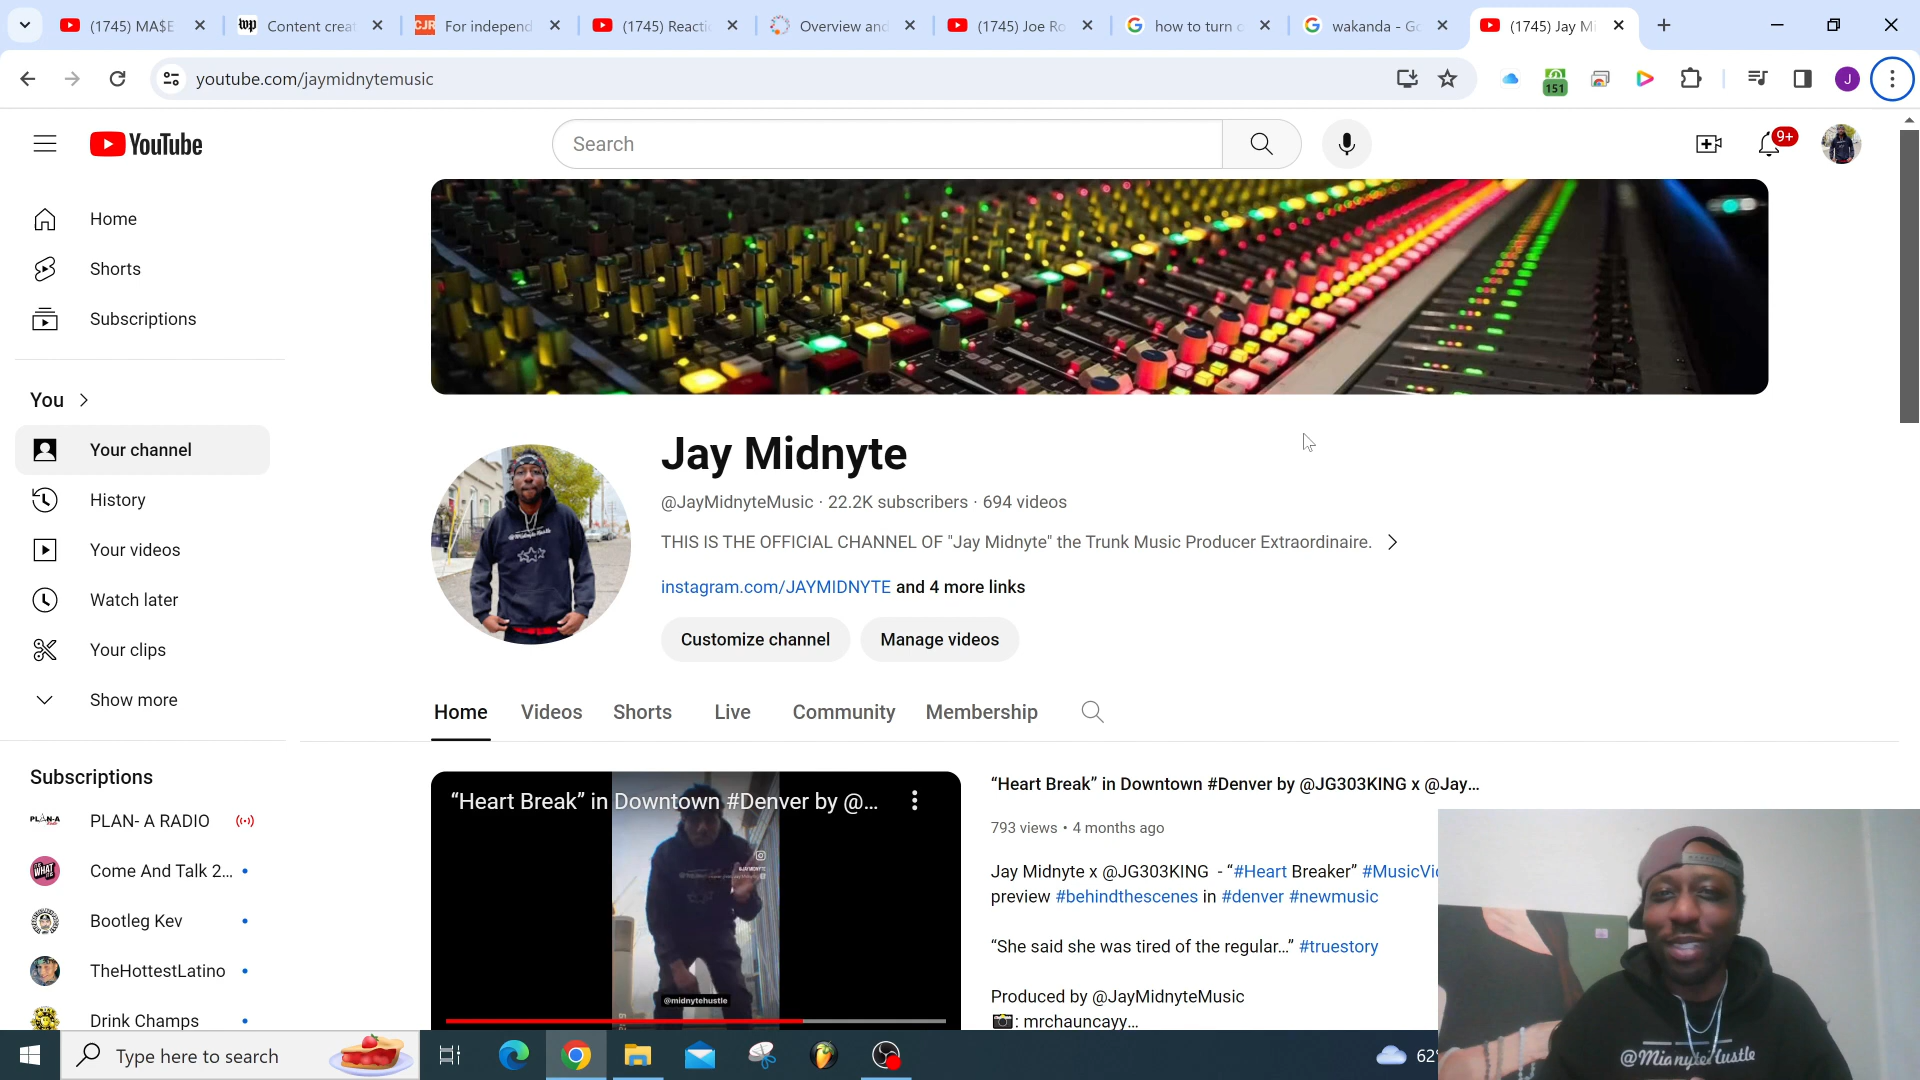 (1745) MA$E
Content crea
For independ
(1745) Reactic
Overview and
(1745) Joe Ro
how to turn c
wakanda - Go
(1745) Jay Mi
youtube.com/jaymidnytemusic
151
J
YouTube
Search
9+
Home
Shorts
Subscriptions
You
Your channel
History
Your videos
Watch later
Your clips
Show more
Subscriptions
PLAN- A RADIO
Come And Talk 2...
Bootleg Kev
TheHottestLatino
Drink Champs
Jay Midnyte
@JayMidnyteMusic · 22.2K subscribers · 694 videos
THIS IS THE OFFICIAL CHANNEL OF "Jay Midnyte" the Trunk Music Producer Extraordinaire.
instagram.com/JAYMIDNYTE and 4 more links
Customize channel
Manage videos
Home
Videos
Shorts
Live
Community
Membership
“Heart Break” in Downtown #Denver by @...
@midnytehustle
“Heart Break” in Downtown #Denver by @JG303KING x @Jay...
793 views • 4 months ago
Jay Midnyte x @JG303KING - “#Heart Breaker” #MusicVid
preview #behindthescenes in #denver #newmusic
“She said she was tired of the regular...” #truestory
Produced by @JayMidnyteMusic
📷: mrchauncayy...
Type here to search
62°
@MidnyteHustle